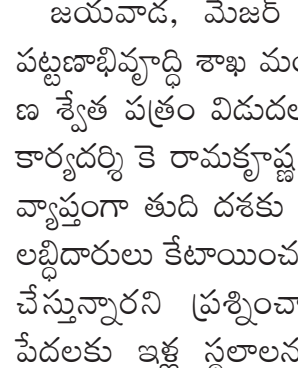 జయవాడ, మేజర్
పట్టణాభివృద్ధి శాఖ
ణ శ్వేత పత్రం విడుదల
కార్యదర్శి కె రామకృష్ణ
వ్యాప్తంగా తుది దశకు
లబ్ధిదారులు కేటాయించ
చేస్తున్నారని ప్రశ్నించా
పేదలకు ఇళ్ల స్థలాలన